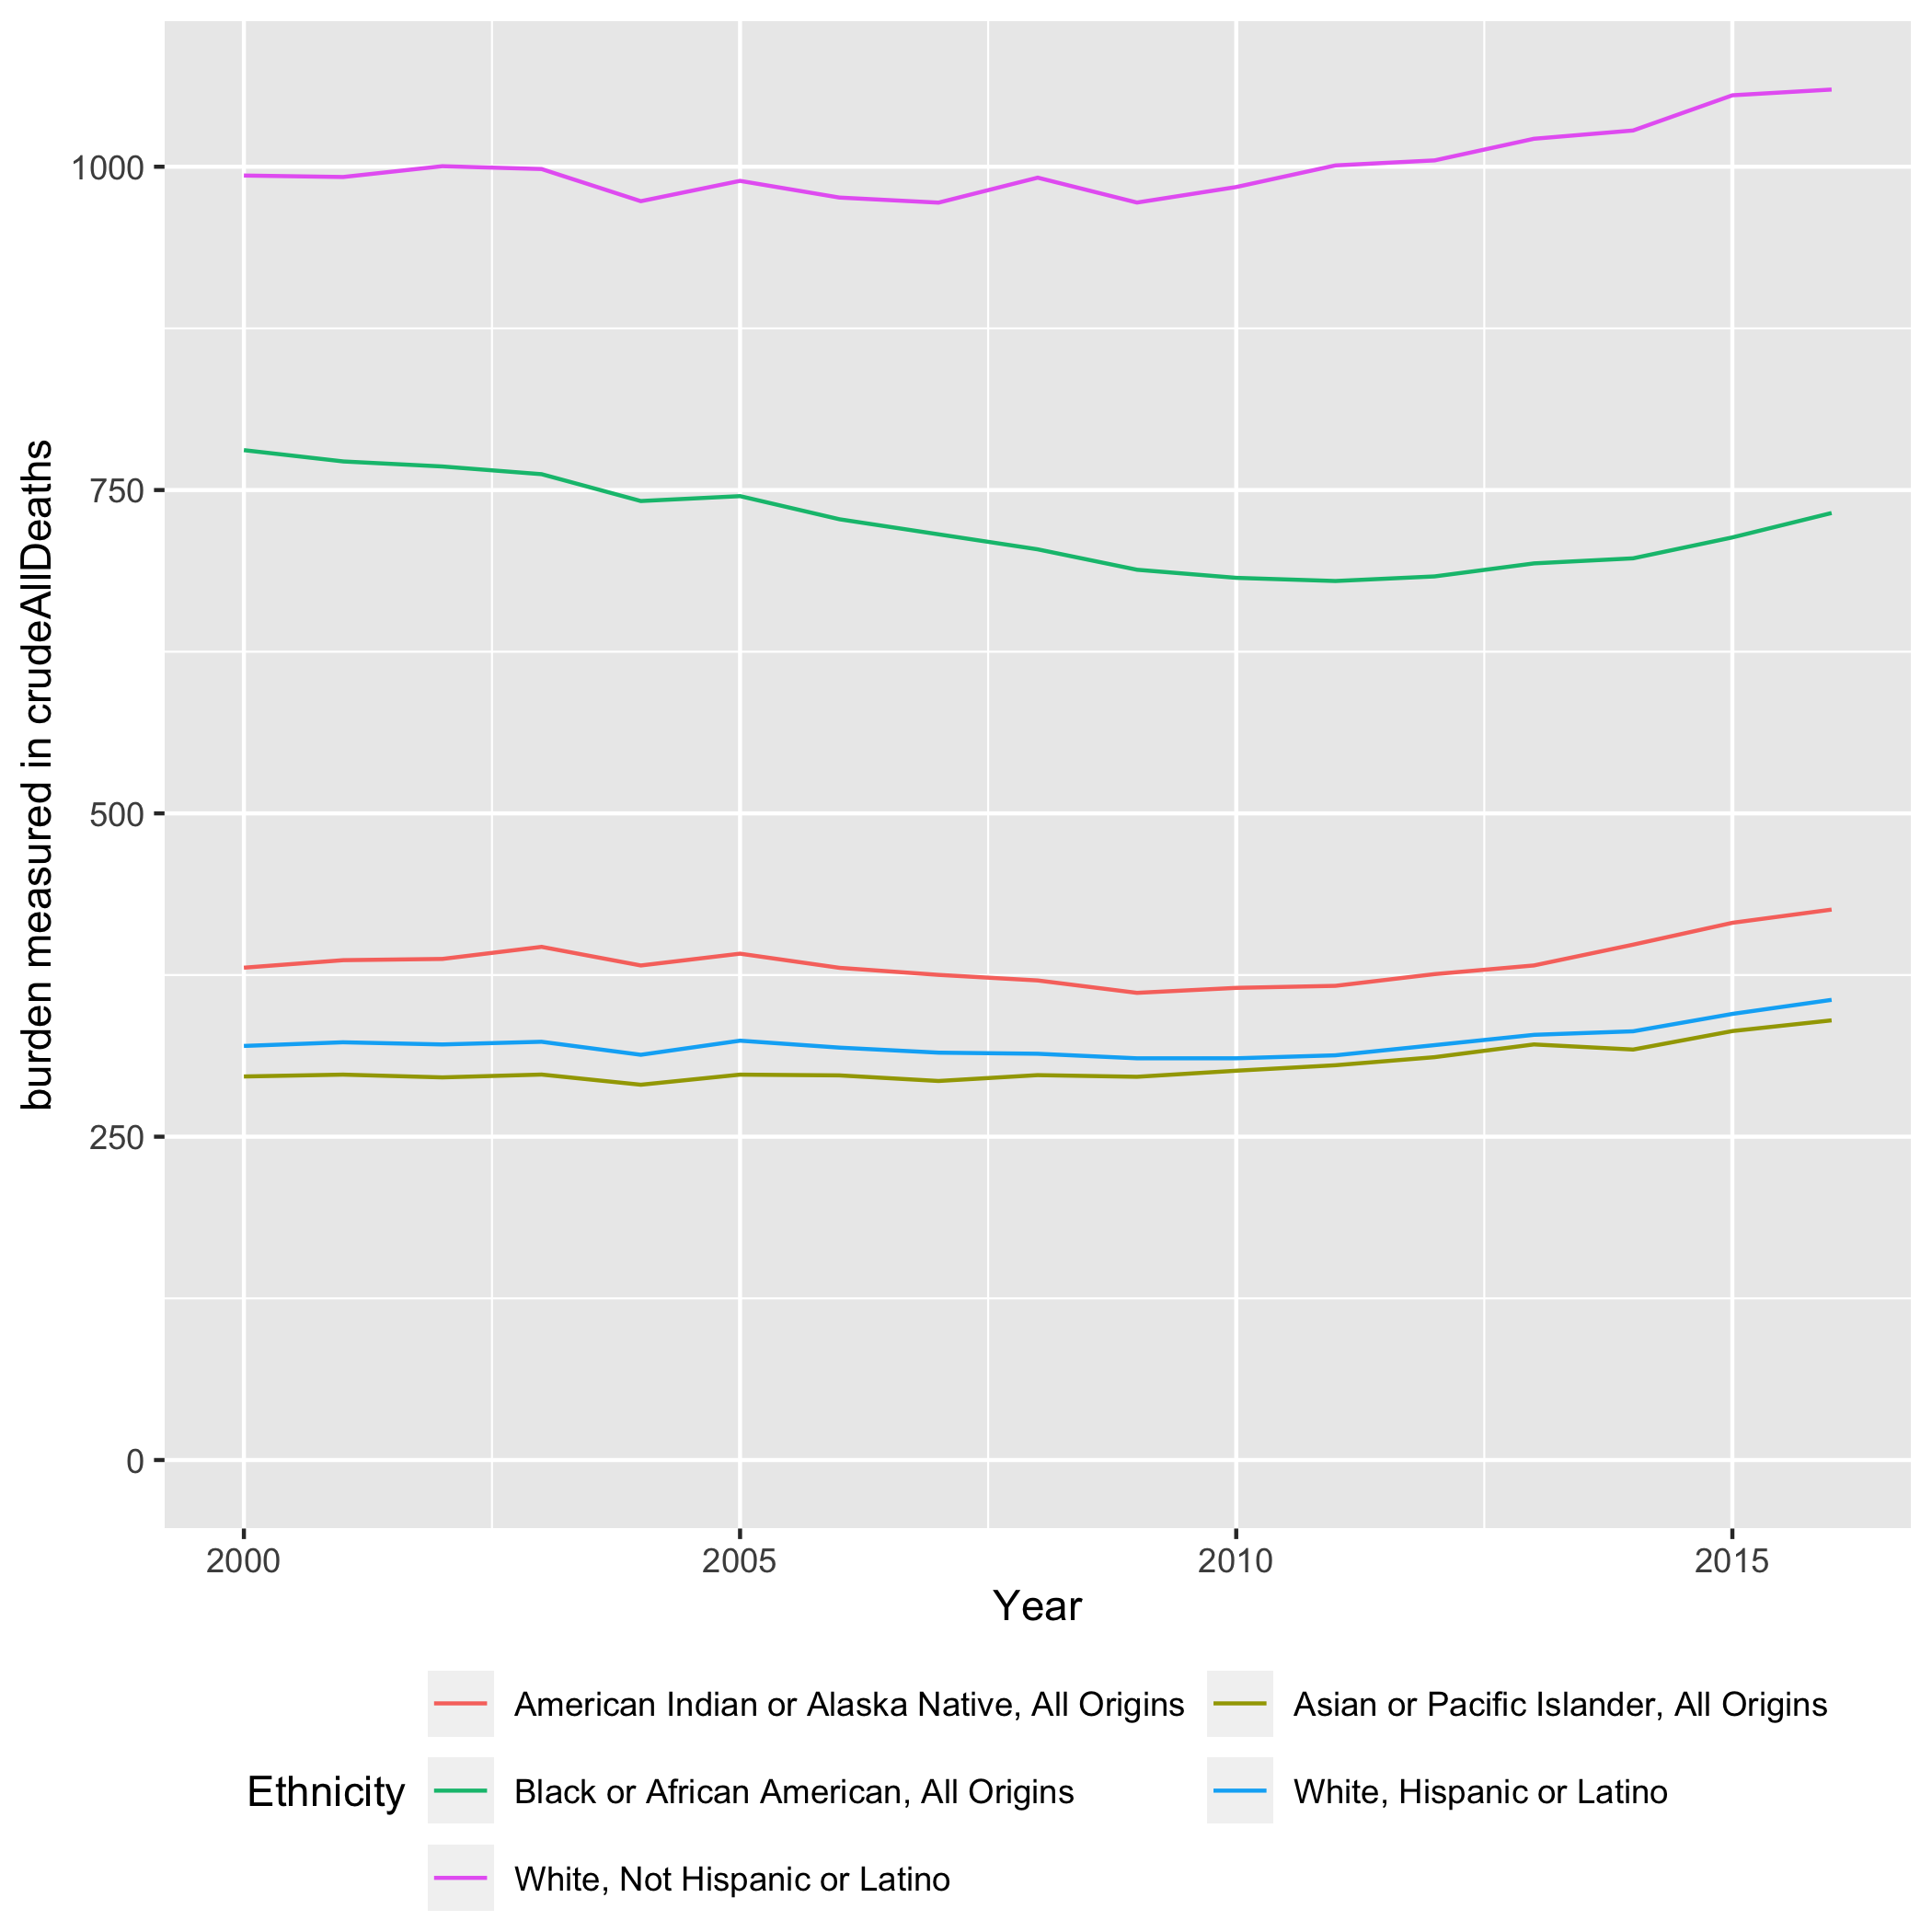 burden measured in crudeAllDeaths
1000
750
500
250
0
2000 2005 2010 2015
Year
Ethnicity
American Indian or Alaska Native, All Origins
Asian or Pacific Islander, All Origins
Black or African American, All Origins
White, Hispanic or Latino
White, Not Hispanic or Latino